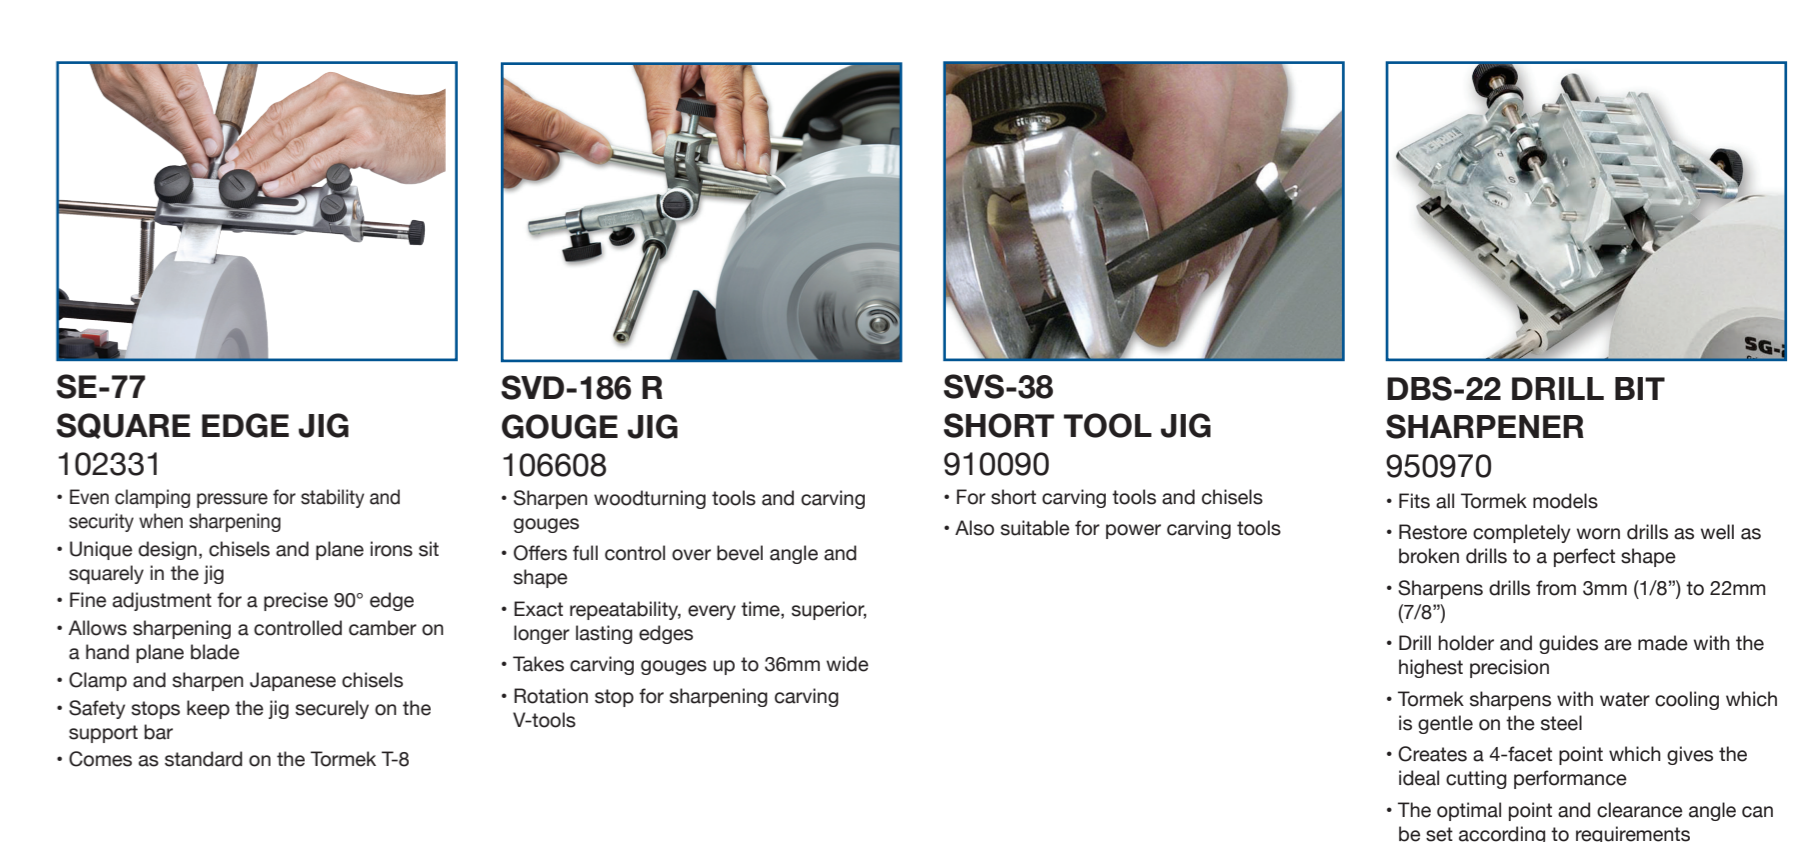 SE-77
SQUARE EDGE JIG
102331
• Even clamping pressure for stability and
security when sharpening
• Unique design, chisels and plane irons sit
squarely in the jig
• Fine adjustment for a precise 90° edge
• Allows sharpening a controlled camber on
a hand plane blade
• Clamp and sharpen Japanese chisels
• Safety stops keep the jig securely on the
support bar
• Comes as standard on the Tormek T-8
SVD-186 R
GOUGE JIG
106608
• Sharpen woodturning tools and carving
gouges
• Offers full control over bevel angle and
shape
• Exact repeatability, every time, superior,
longer lasting edges
• Takes carving gouges up to 36mm wide
• Rotation stop for sharpening carving
V-tools
SVS-38
SHORT TOOL JIG
910090
• For short carving tools and chisels
• Also suitable for power carving tools
SG-
DBS-22 DRILL BIT
SHARPENER
950970
• Fits all Tormek models
• Restore completely worn drills as well as
broken drills to a perfect shape
• Sharpens drills from 3mm (1/8”) to 22mm
(7/8”)
• Drill holder and guides are made with the
highest precision
• Tormek sharpens with water cooling which
is gentle on the steel
• Creates a 4-facet point which gives the
ideal cutting performance
• The optimal point and clearance angle can
be set according to requirements